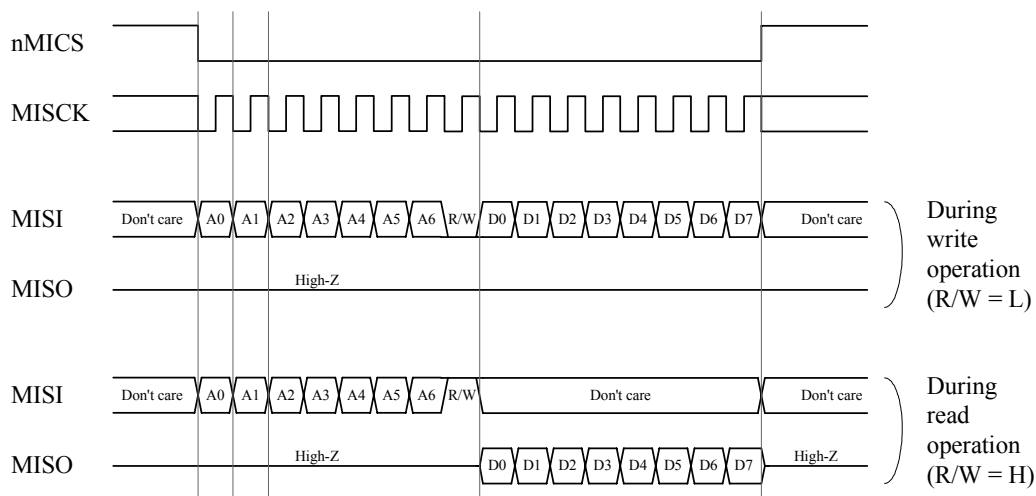 nMICS
MISCK
MISI Don't care A0 A1 A2 A3 A4 A5 A6 R/W D0 D1 D2 D3 D4 D5 D6 D7 Don't care
MISO High-Z
During
write
operation
(R/W = L)
MISI Don't care A0 A1 A2 A3 A4 A5 A6 R/W Don't care Don't care
MISO High-Z D0 D1 D2 D3 D4 D5 D6 D7 High-Z
During
read
operation
(R/W = H)